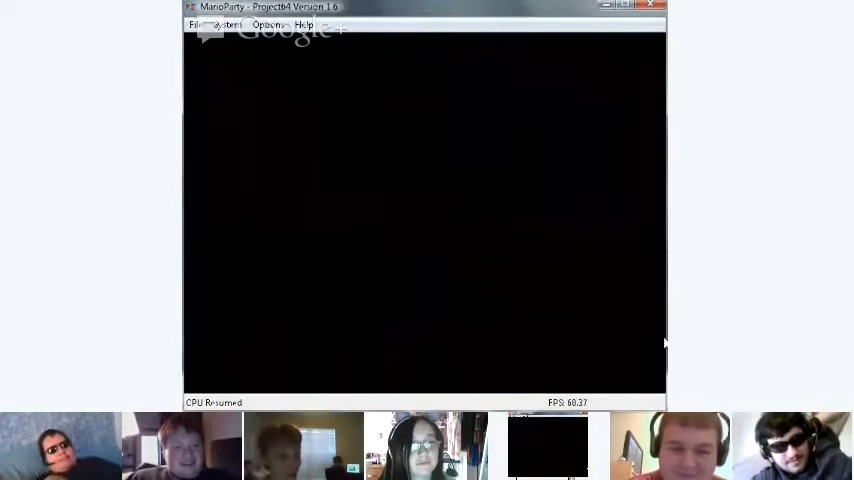 MarioParty - Project64 Version 1.6
File System Options Help
Google+
CPU Resumed FPS: 60.37